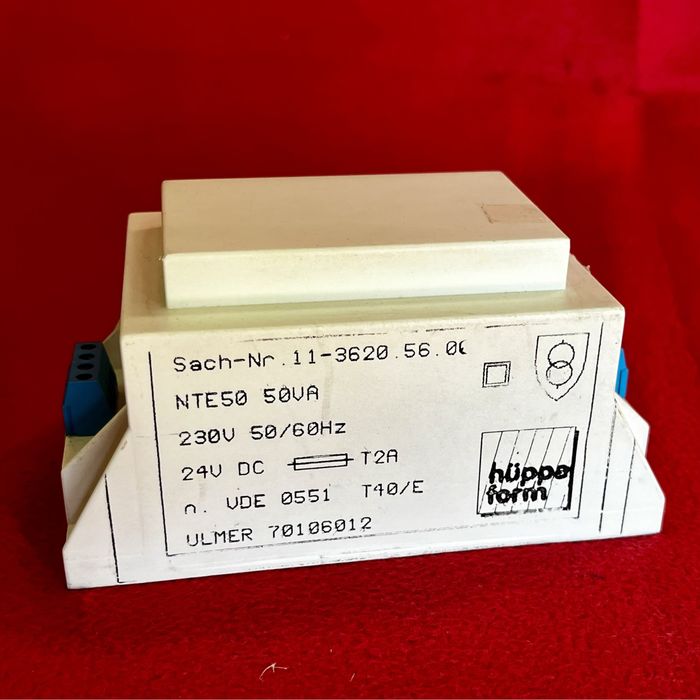 Sach-Nr.11-3620.56.0
NTE50 50VA
230V 50/60Hz
24V DC T2A
n. VDE 0551 T40/E
ULMER 70106012
hüppe
form